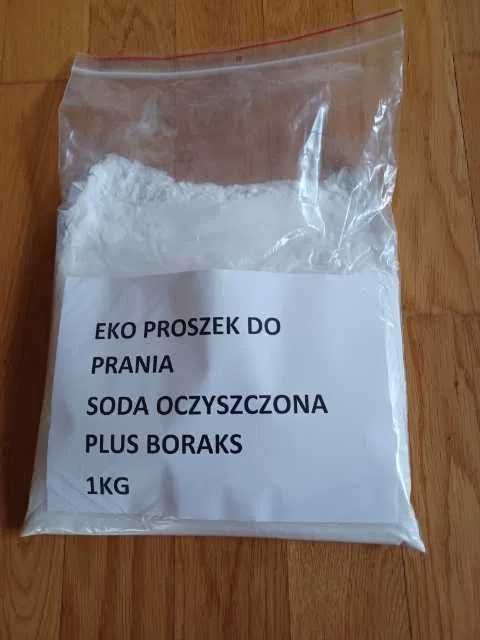 EKO PROSZEK DO
PRANIA
SODA OCZYSZCZONA
PLUS BORAKS
1KG